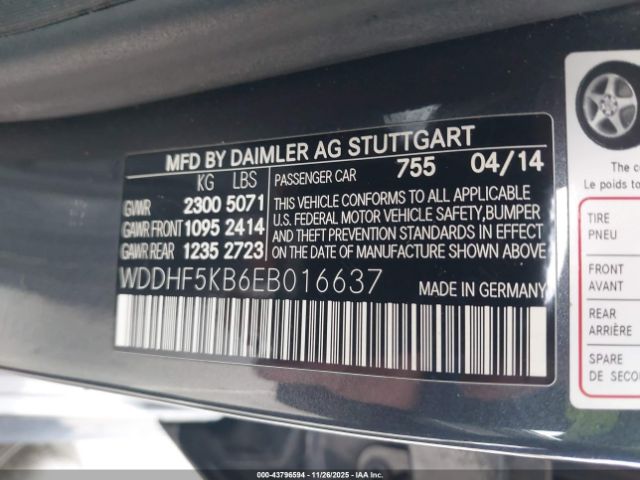 MFD BY DAIMLER AG STUTTGART
KG LBS PASSENGER CAR 755 04/14
GVWR 2300 5071
GAWR FRONT 1095 2414
GAWR REAR 1235 2723
THIS VEHICLE CONFORMS TO ALL APPLICABLE
U.S. FEDERAL MOTOR VEHICLE SAFETY,BUMPER
AND THEFT PREVENTION STANDARDS IN EFFECT
ON THE DATE OF MANUFACTURE SHOWN ABOVE.
WDDHF5KB6EB016637 MADE IN GERMANY
The c
Le poids to
TIRE
PNEU
FRONT
AVANT
REAR
ARRIÈRE
SPARE
DE SECOU
000-43796594 | 11/26/2025 - IAA, Inc.